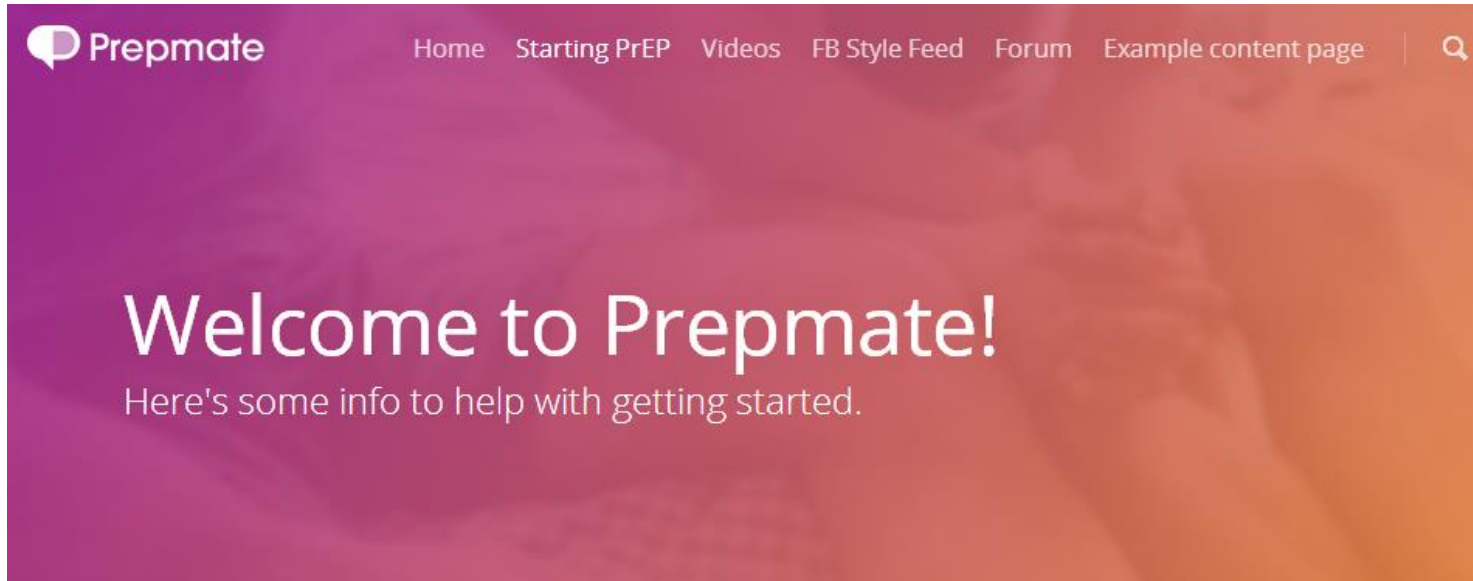 Prepmate Home Starting PrEP Videos FB Style Feed Forum Example content page
Welcome to Prepmate!
Here's some info to help with getting started.